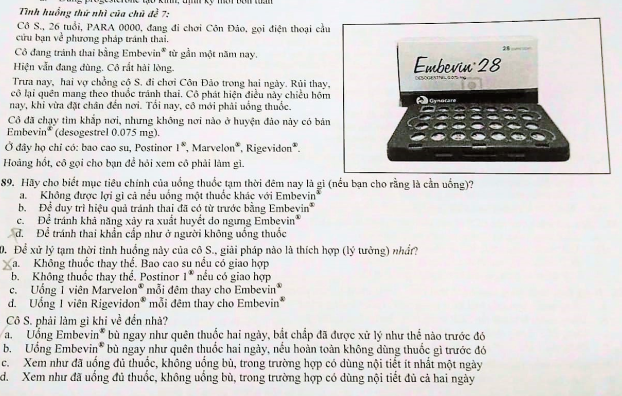 Tình huống thứ nhì của chủ đề 7:
Cô S., 26 tuổi, PARA 0000, đang đi chơi Côn Đảo, gọi điện thoại cầu
cứu bạn về phương pháp tránh thai.
Cô đang tránh thai bằng Embevin® từ gần một năm nay.
Hiện vẫn đang dùng. Cô rất hài lòng.
Trưa nay, hai vợ chồng cô S. đi chơi Côn Đảo trong hai ngày. Rủi thay,
cô lại quên mang theo thuốc tránh thai. Cô phát hiện điều này chiều hôm
nay, khi vừa đặt chân đến nơi. Tối nay, cô mới phải uống thuốc.
Cô đã chạy tìm khắp nơi, nhưng không nơi nào ở huyện đảo này có bán
Embevin® (desogestrel 0.075 mg).
Ở đây họ chỉ có: bao cao su, Postinor 1®, Marvelon®, Rigevidon®.
Hoảng hốt, cô gọi cho bạn để hỏi xem cô phải làm gì.
Embevin® 28
Gynocare
89. Hãy cho biết mục tiêu chính của uống thuốc tạm thời đêm nay là gì (nếu bạn cho rằng là cần uống)?
a. Không được lợi gì cả nếu uống một thuốc khác với Embevin®
b. Để duy trì hiệu quả tránh thai đã có từ trước bằng Embevin®
c. Để tránh khả năng xảy ra xuất huyết do ngưng Embevin®
d. Để tránh thai khẩn cấp như ở người không uống thuốc
0. Để xử lý tạm thời tình huống này của cô S., giải pháp nào là thích hợp (lý tưởng) nhất?
a. Không thuốc thay thế. Bao cao su nếu có giao hợp
b. Không thuốc thay thế. Postinor 1® nếu có giao hợp
c. Uống 1 viên Marvelon® mỗi đêm thay cho Embevin®
d. Uống 1 viên Rigevidon® mỗi đêm thay cho Embevin®
Cô S. phải làm gì khi về đến nhà?
a. Uống Embevin® bù ngay như quên thuốc hai ngày, bất chấp đã được xử lý như thế nào trước đó
b. Uống Embevin® bù ngay như quên thuốc hai ngày, nếu hoàn toàn không dùng thuốc gì trước đó
c. Xem như đã uống đủ thuốc, không uống bù, trong trường hợp có dùng nội tiết ít nhất một ngày
d. Xem như đã uống đủ thuốc, không uống bù, trong trường hợp có dùng nội tiết đủ cả hai ngày